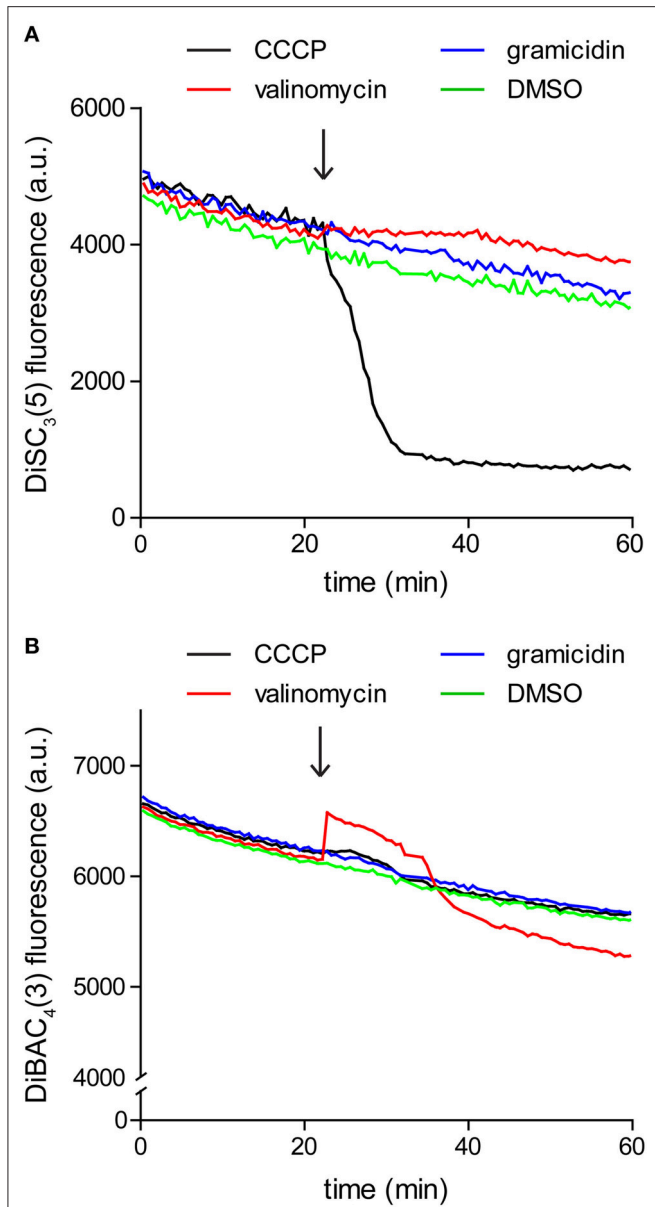 A
CCCP gramicidin
valinomycin DMSO
6000
4000
2000
0
DiSC₃(5) fluorescence (a.u.)
0 20 40 60
time (min)
B
CCCP gramicidin
valinomycin DMSO
7000
6000
5000
4000
0
DiBAC₄(3) fluorescence (a.u.)
0 20 40 60
time (min)